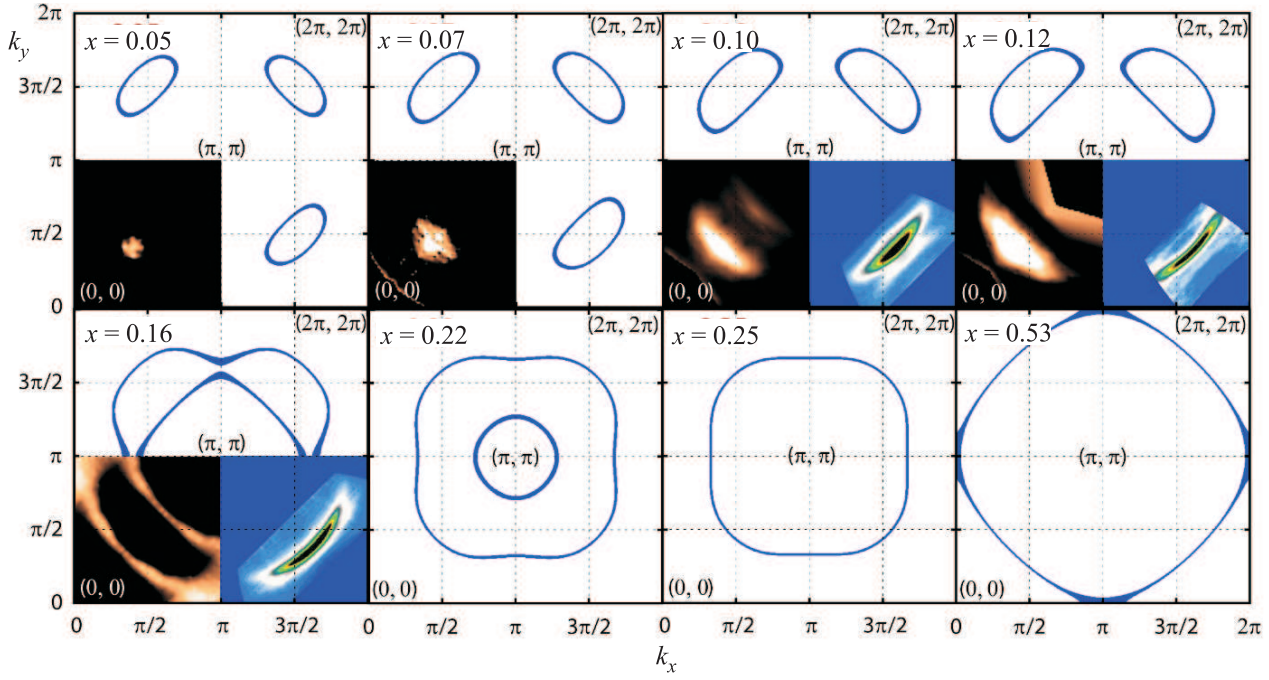 2π
k_y
3π/2
π
π/2
0
x = 0.05
(2π, 2π)
(π, π)
(0, 0)
x = 0.07
(2π, 2π)
(π, π)
(0, 0)
x = 0.10
(2π, 2π)
(π, π)
(0, 0)
x = 0.12
(2π, 2π)
(π, π)
(0, 0)
3π/2
π
π/2
0
x = 0.16
(2π, 2π)
(π, π)
(0, 0)
x = 0.22
(2π, 2π)
(π, π)
(0, 0)
x = 0.25
(2π, 2π)
(π, π)
(0, 0)
x = 0.53
(2π, 2π)
(π, π)
(0, 0)
0 π/2 π 3π/2 0 π/2 π 3π/2 0 π/2 π 3π/2 0 π/2 π 3π/2 2π
k_x